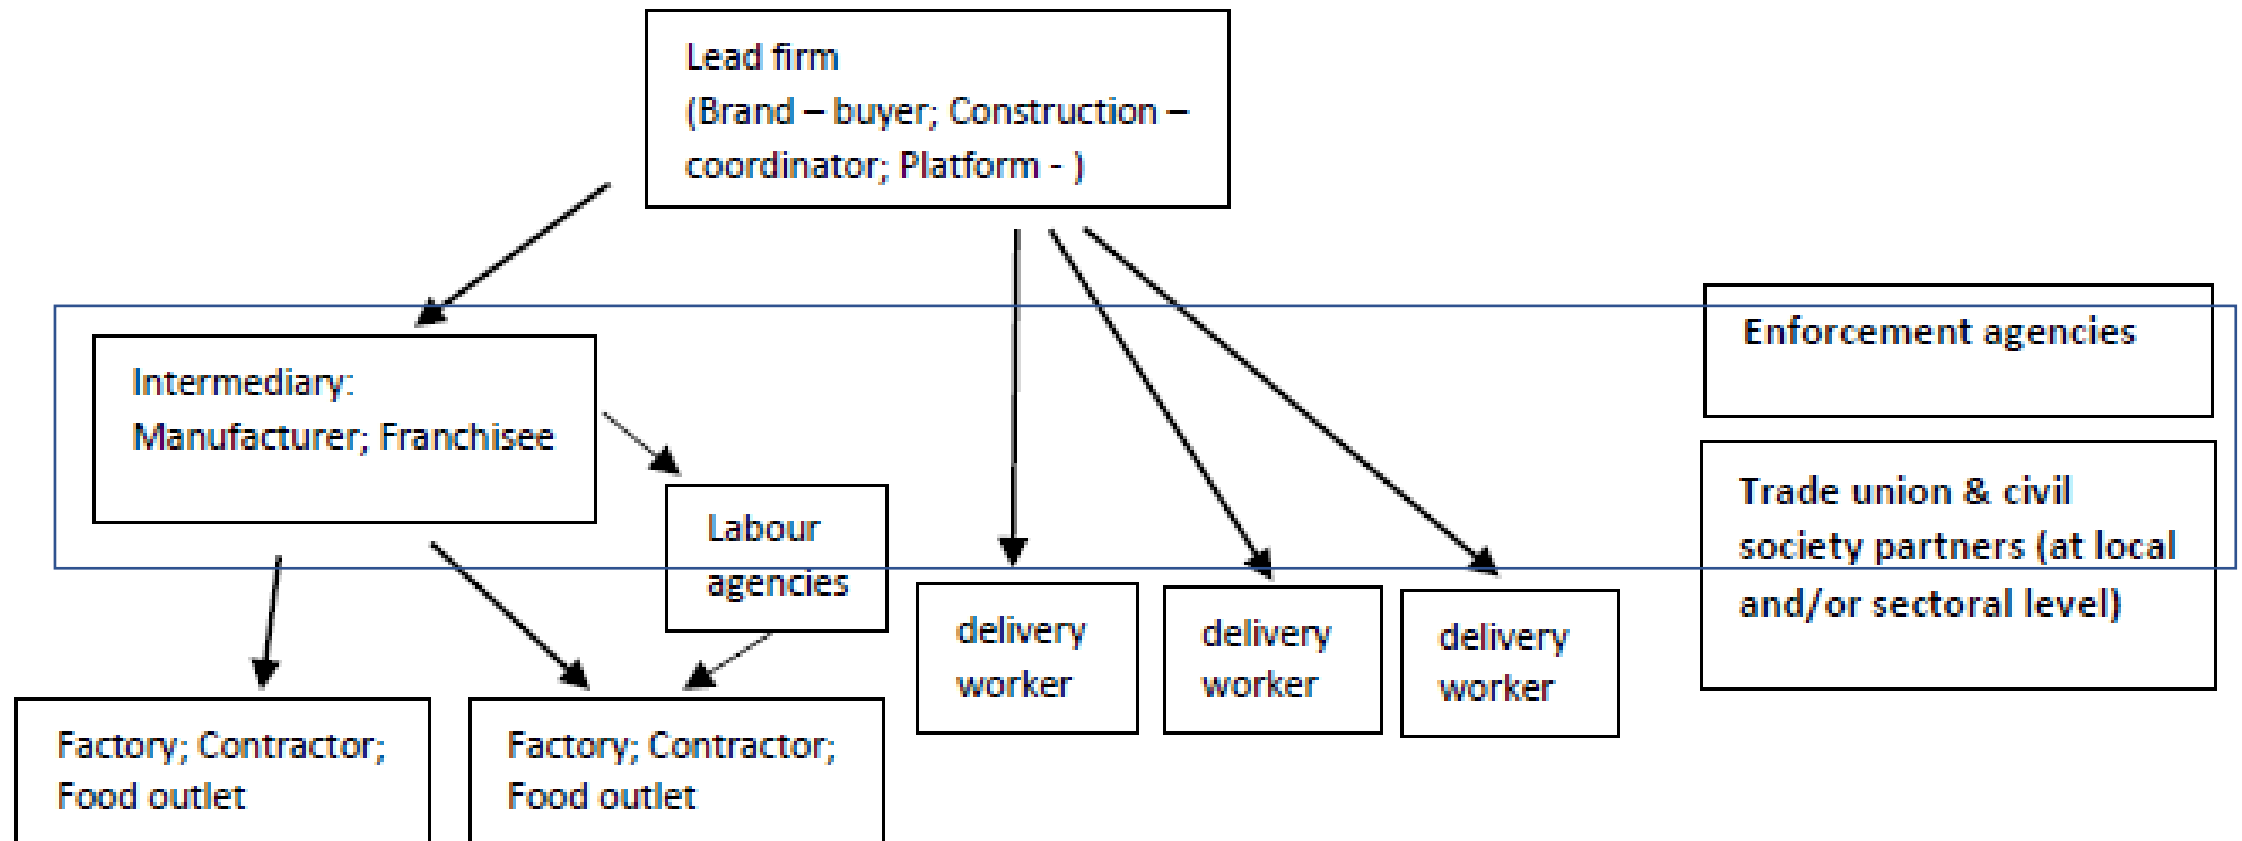 Lead firm
(Brand – buyer; Construction –
coordinator; Platform - )
Enforcement agencies
Intermediary:
Manufacturer; Franchisee
Trade union & civil
society partners (at local
and/or sectoral level)
Labour
agencies
delivery
worker
delivery
worker
delivery
worker
Factory; Contractor;
Food outlet
Factory; Contractor;
Food outlet